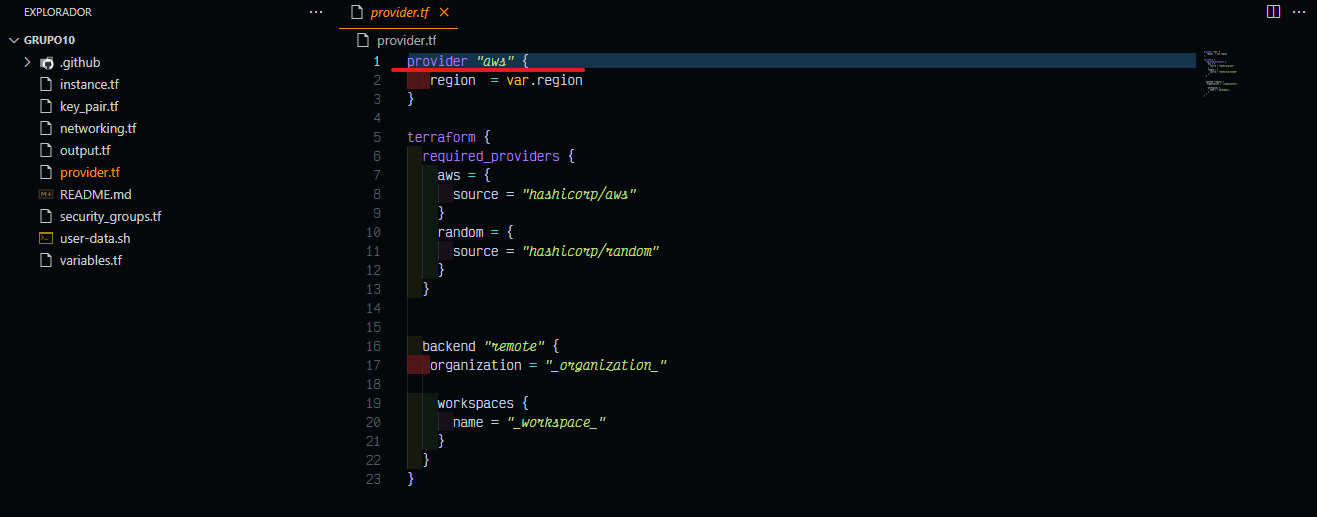 EXPLORADOR
GRUPO10
.github
instance.tf
key_pair.tf
networking.tf
output.tf
provider.tf
README.md
security_groups.tf
user-data.sh
variables.tf
provider.tf
provider.tf
1 provider "aws" {
2 region = var.region
3 }
4
5 terraform {
6 required_providers {
7 aws = {
8 source = "hashicorp/aws"
9 }
10 random = {
11 source = "hashicorp/random"
12 }
13 }
14
15
16 backend "remote" {
17 organization = "_organization_"
18
19 workspaces {
20 name = "_workspace_"
21 }
22 }
23 }